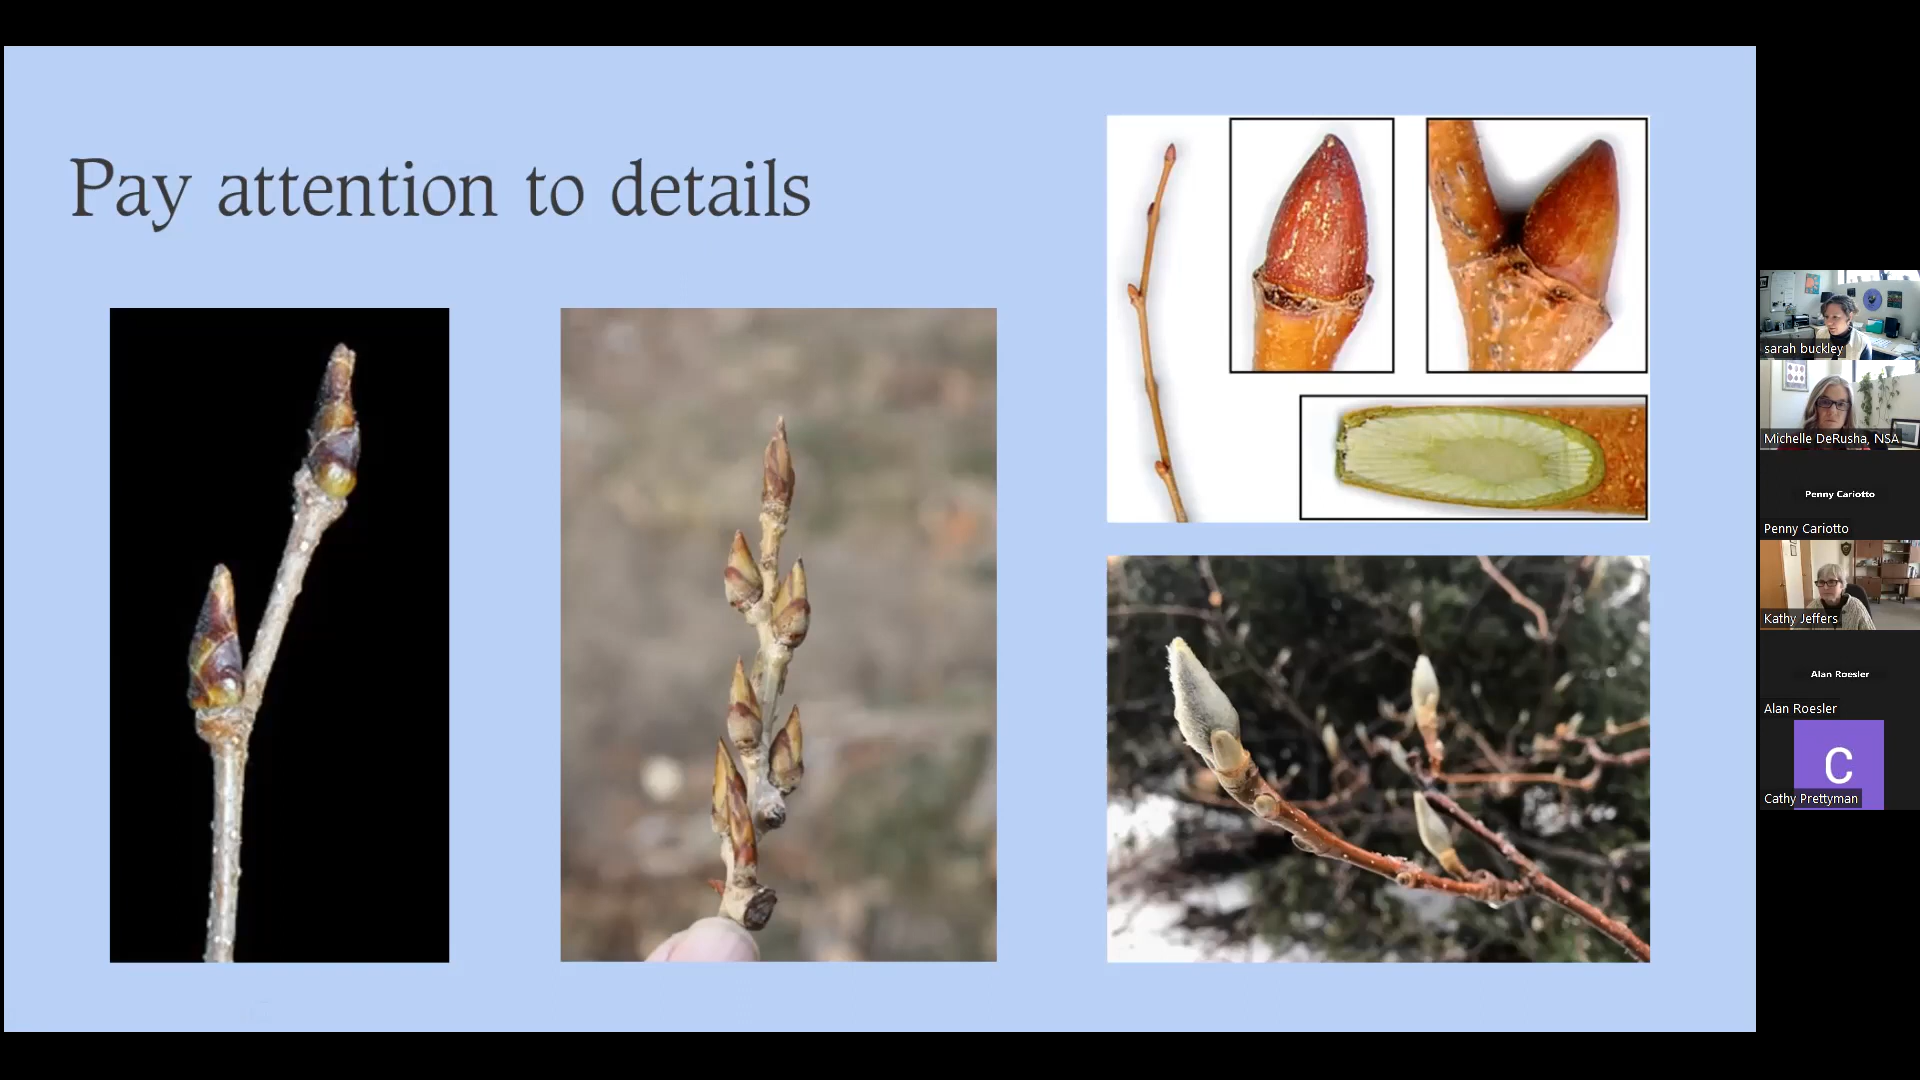 Pay attention to details
sarah buckley
Michelle DeRusha, NSA
Penny Cariotto
Penny Cariotto
Kathy Jeffers
Alan Roesler
Alan Roesler
C
Cathy Prettyman